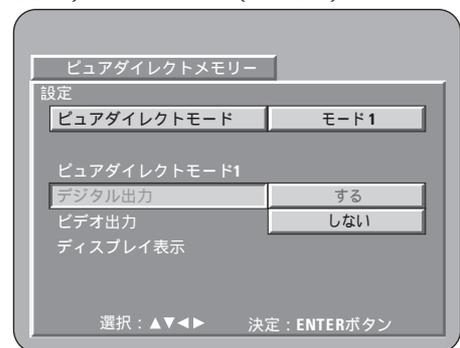 ピュアダイレクトメモリー
設定
ピュアダイレクトモード モード1
ピュアダイレクトモード1
デジタル出力 する
ビデオ出力 しない
ディスプレイ表示
選択：▲▼◀▶ 決定：ENTERボタン